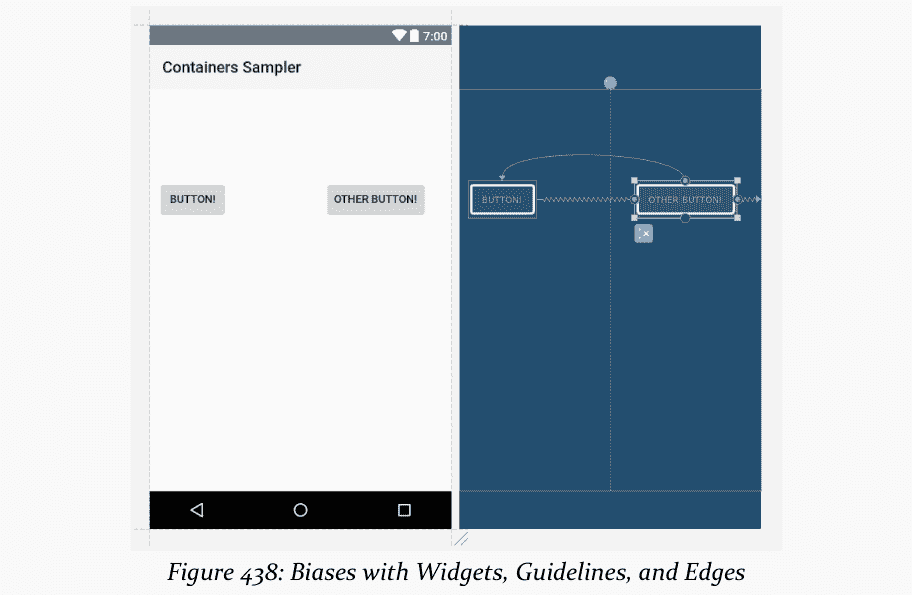 7:00
Containers Sampler
BUTTON!
OTHER BUTTON!
BUTTON!
OTHER BUTTON!
Figure 438: Biases with Widgets, Guidelines, and Edges